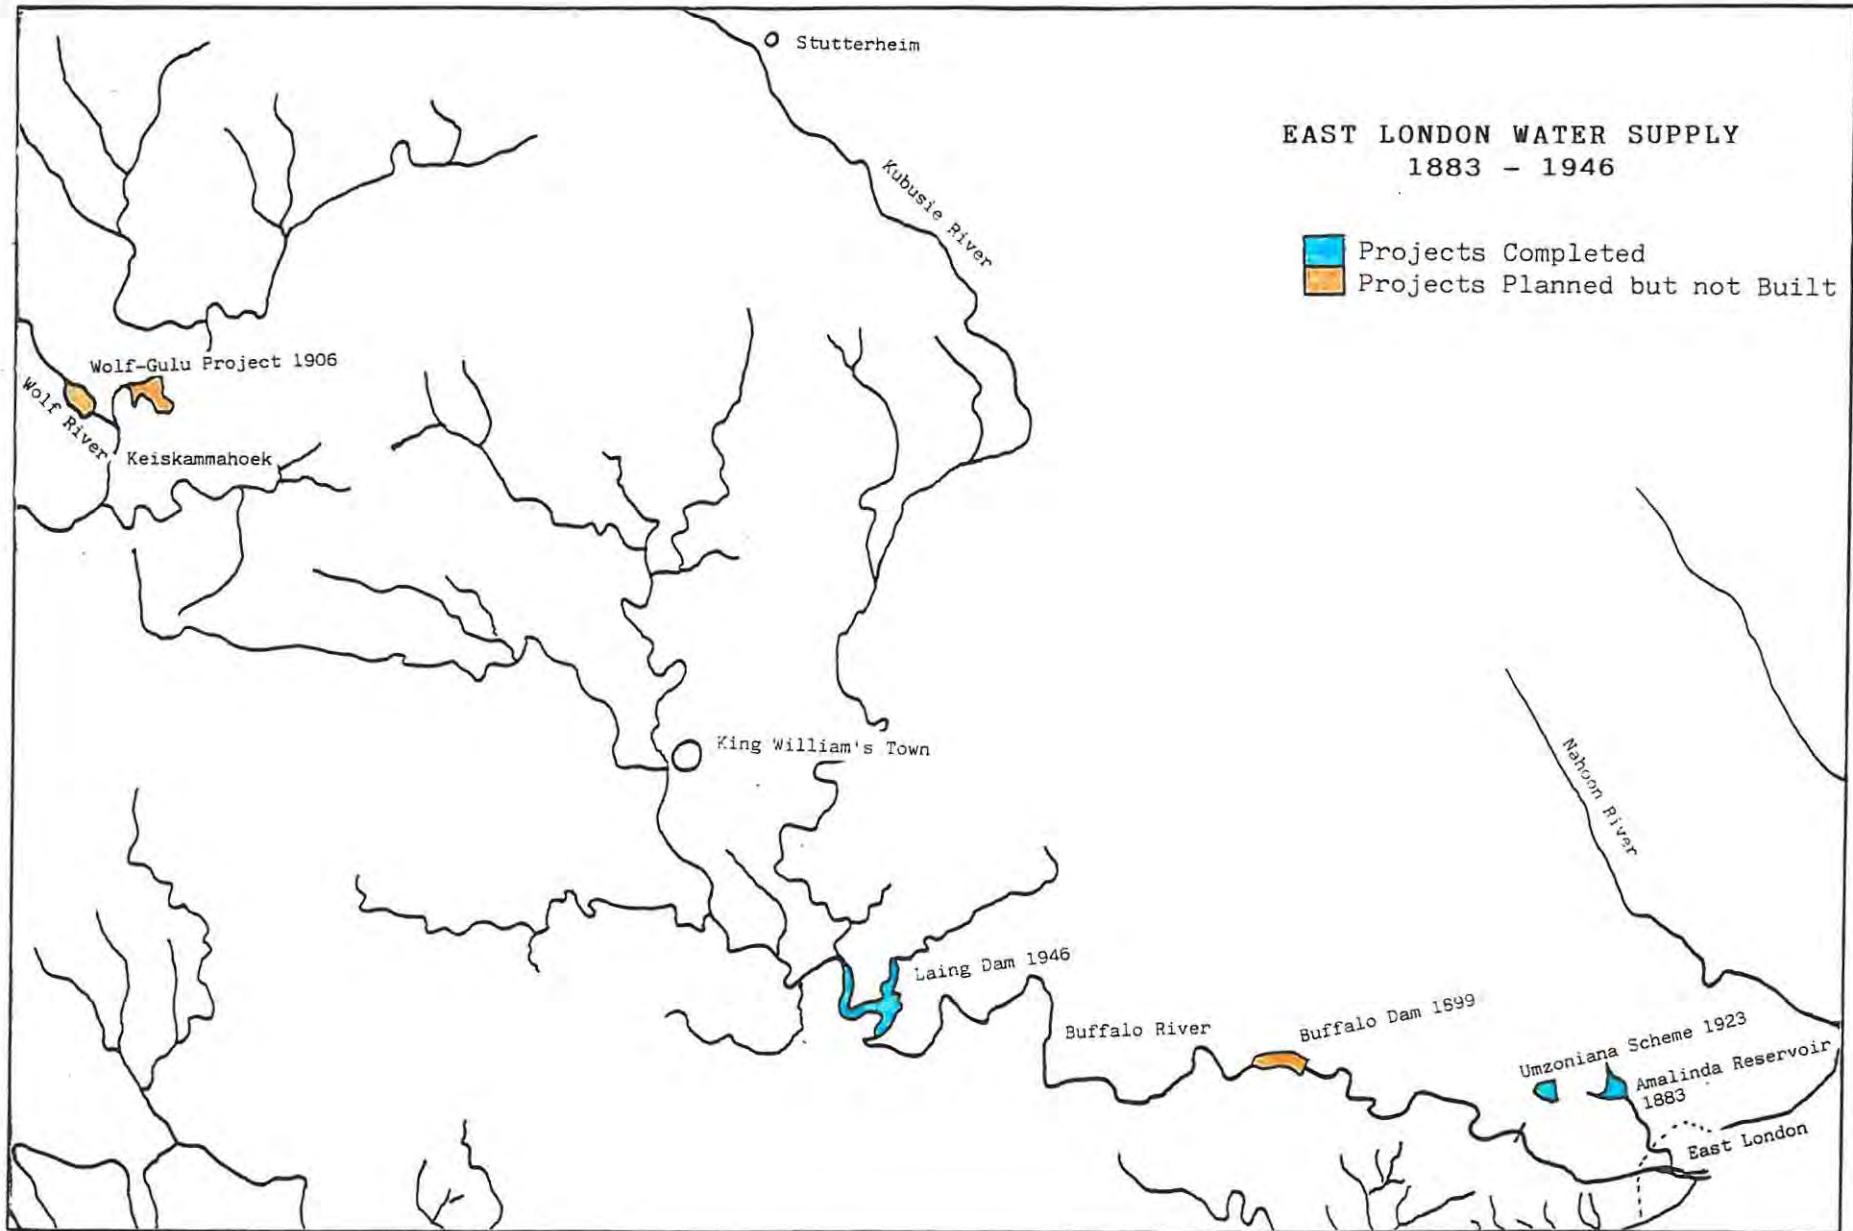 Stutterheim
EAST LONDON WATER SUPPLY
1883 - 1946
Kubusie River
Projects Completed
Projects Planned but not Built
Wolf-Gulu Project 1906
Wolf River
Keiskammahoek
King William's Town
Nahoon River
Laing Dam 1946
Buffalo River
Buffalo Dam 1899
Umzoniana Scheme 1923
Amalinda Reservoir
1883
East London